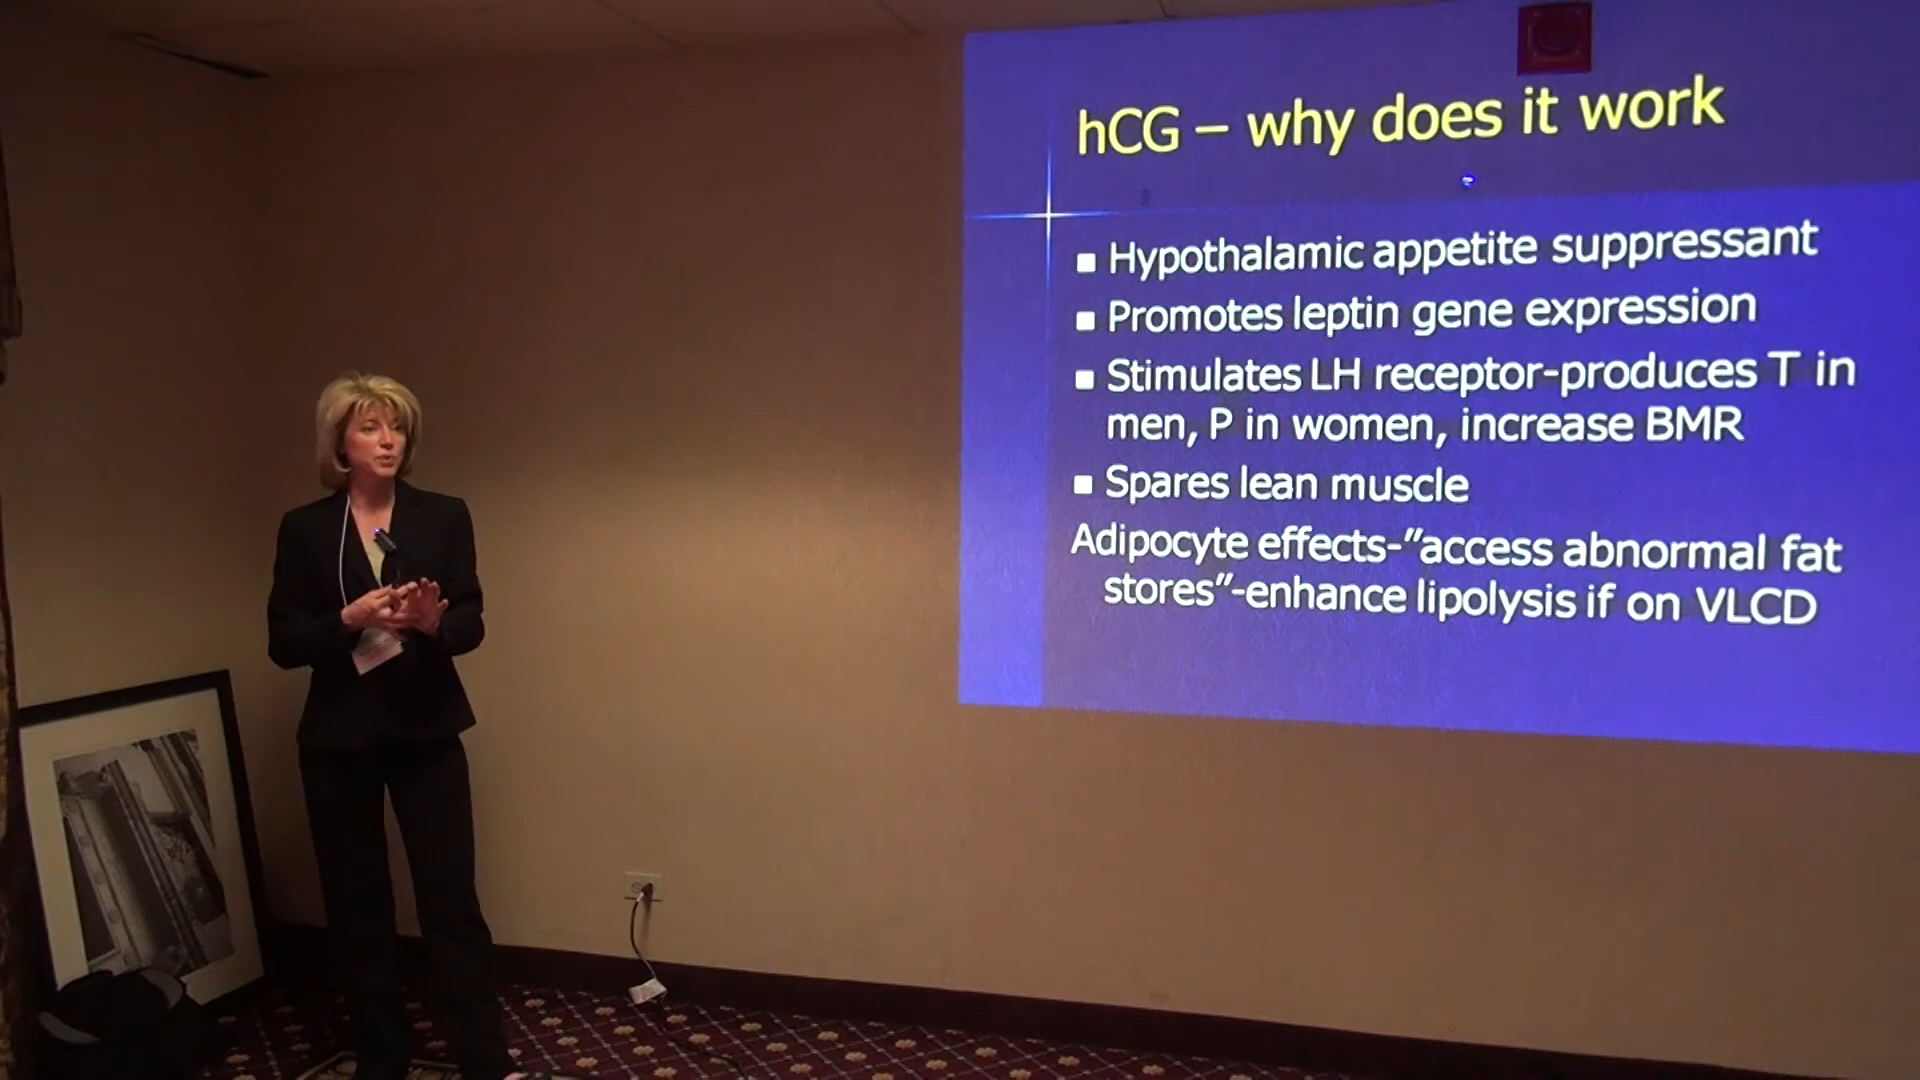 hCG – why does it work
■ Hypothalamic appetite suppressant
■ Promotes leptin gene expression
■ Stimulates LH receptor-produces T in
men, P in women, increase BMR
■ Spares lean muscle
Adipocyte effects-”access abnormal fat
stores”-enhance lipolysis if on VLCD